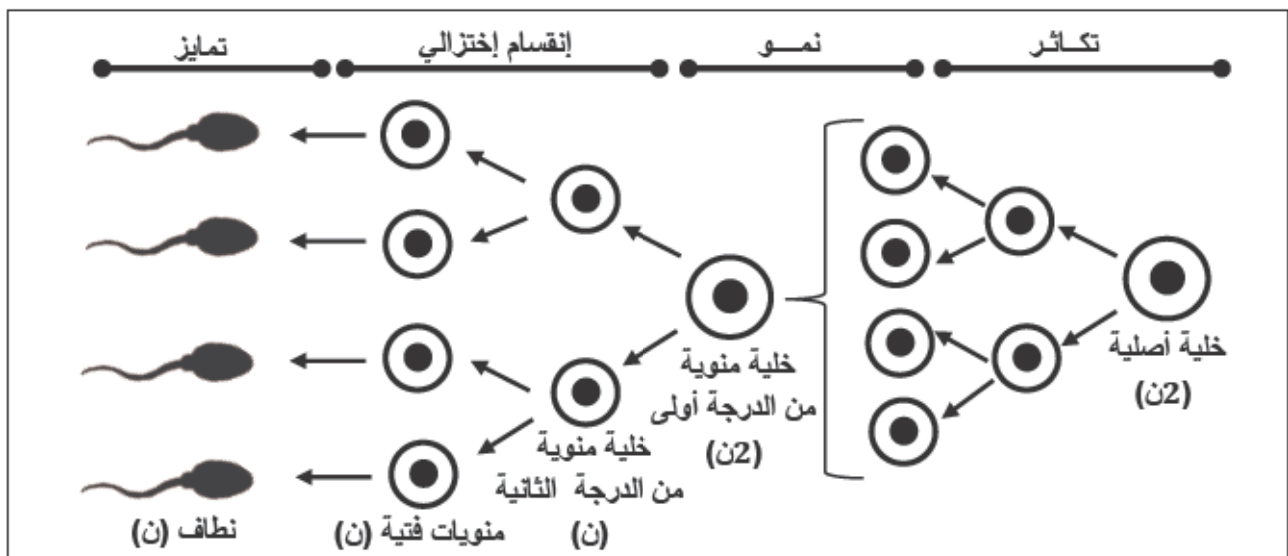 تكـاثـر
نمـــو
إنقسام إختزالي
تمايز
خلية أصلية
(2ن)
خلية منوية
من الدرجة أولى
(2ن)
خلية منوية
من الدرجة الثانية
(ن)
منويات فتية (ن)
نطاف (ن)